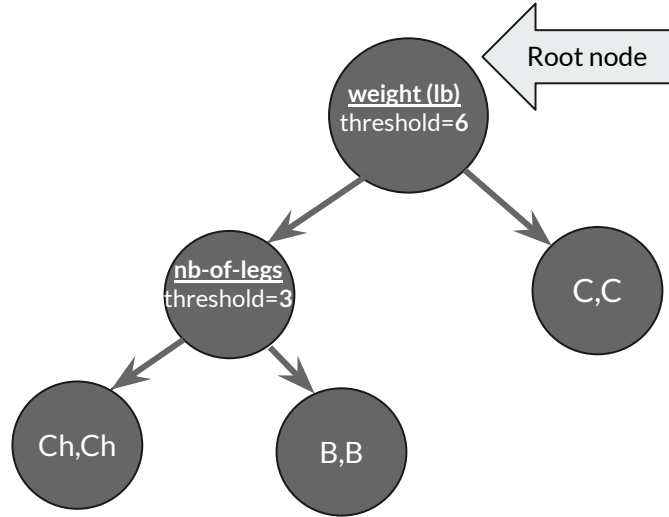 Root node
weight (lb)
threshold=6
nb-of-legs
threshold=3
C,C
Ch,Ch
B,B